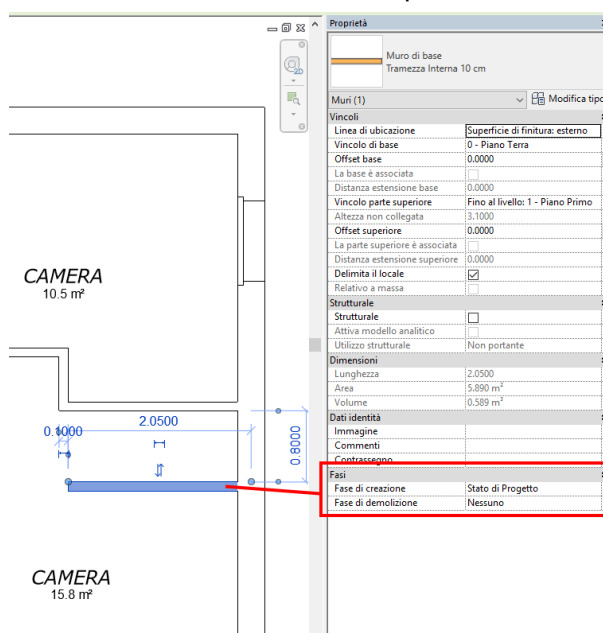 CAMERA
10.5 m²
2.0500
0.1000
0.8000
CAMERA
15.8 m²
2D
Proprietà
Muro di base
Tramezza Interna 10 cm
Muri (1)
Modifica tipo
Vincoli
Linea di ubicazione Superficie di finitura: esterno
Vincolo di base 0 - Piano Terra
Offset base 0.0000
La base è associata
Distanza estensione base 0.0000
Vincolo parte superiore Fino al livello: 1 - Piano Primo
Altezza non collegata 3.1000
Offset superiore 0.0000
La parte superiore è associata
Distanza estensione superiore 0.0000
Delimita il locale
Relativo a massa
Strutturale
Strutturale
Attiva modello analitico
Utilizzo strutturale Non portante
Dimensioni
Lunghezza 2.0500
Area 5.890 m²
Volume 0.589 m³
Dati identità
Immagine
Commenti
Contrassegno
Fasi
Fase di creazione Stato di Progetto
Fase di demolizione Nessuno